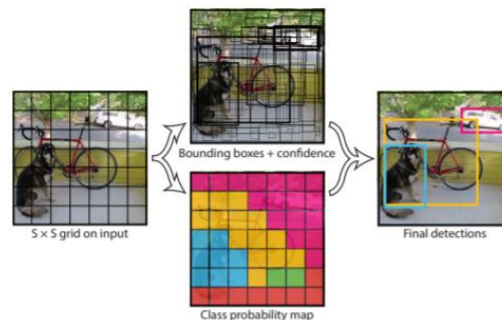 Bounding boxes + confidence
S × S grid on input
Final detections
Class probability map